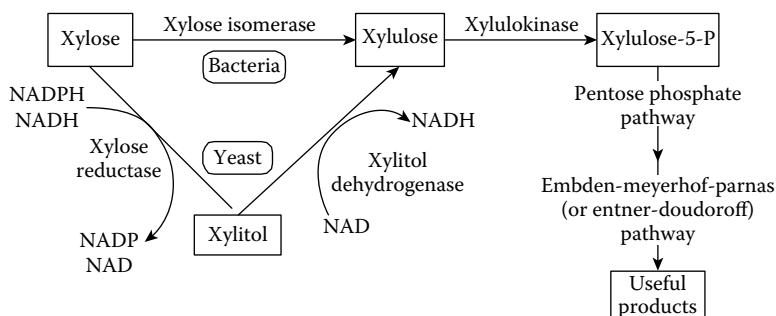 Xylose isomerase
Xylulokinase
Xylose
Xylulose
Xylulose-5-P
Bacteria
NADPH
NADH
Xylose
reductase
Yeast
NADH
Xylitol
dehydrogenase
Pentose phosphate
pathway
NADP
NAD
Xylitol
NAD
Embden-meyerhof-parnas
(or entner-doudoroff)
pathway
Useful
products